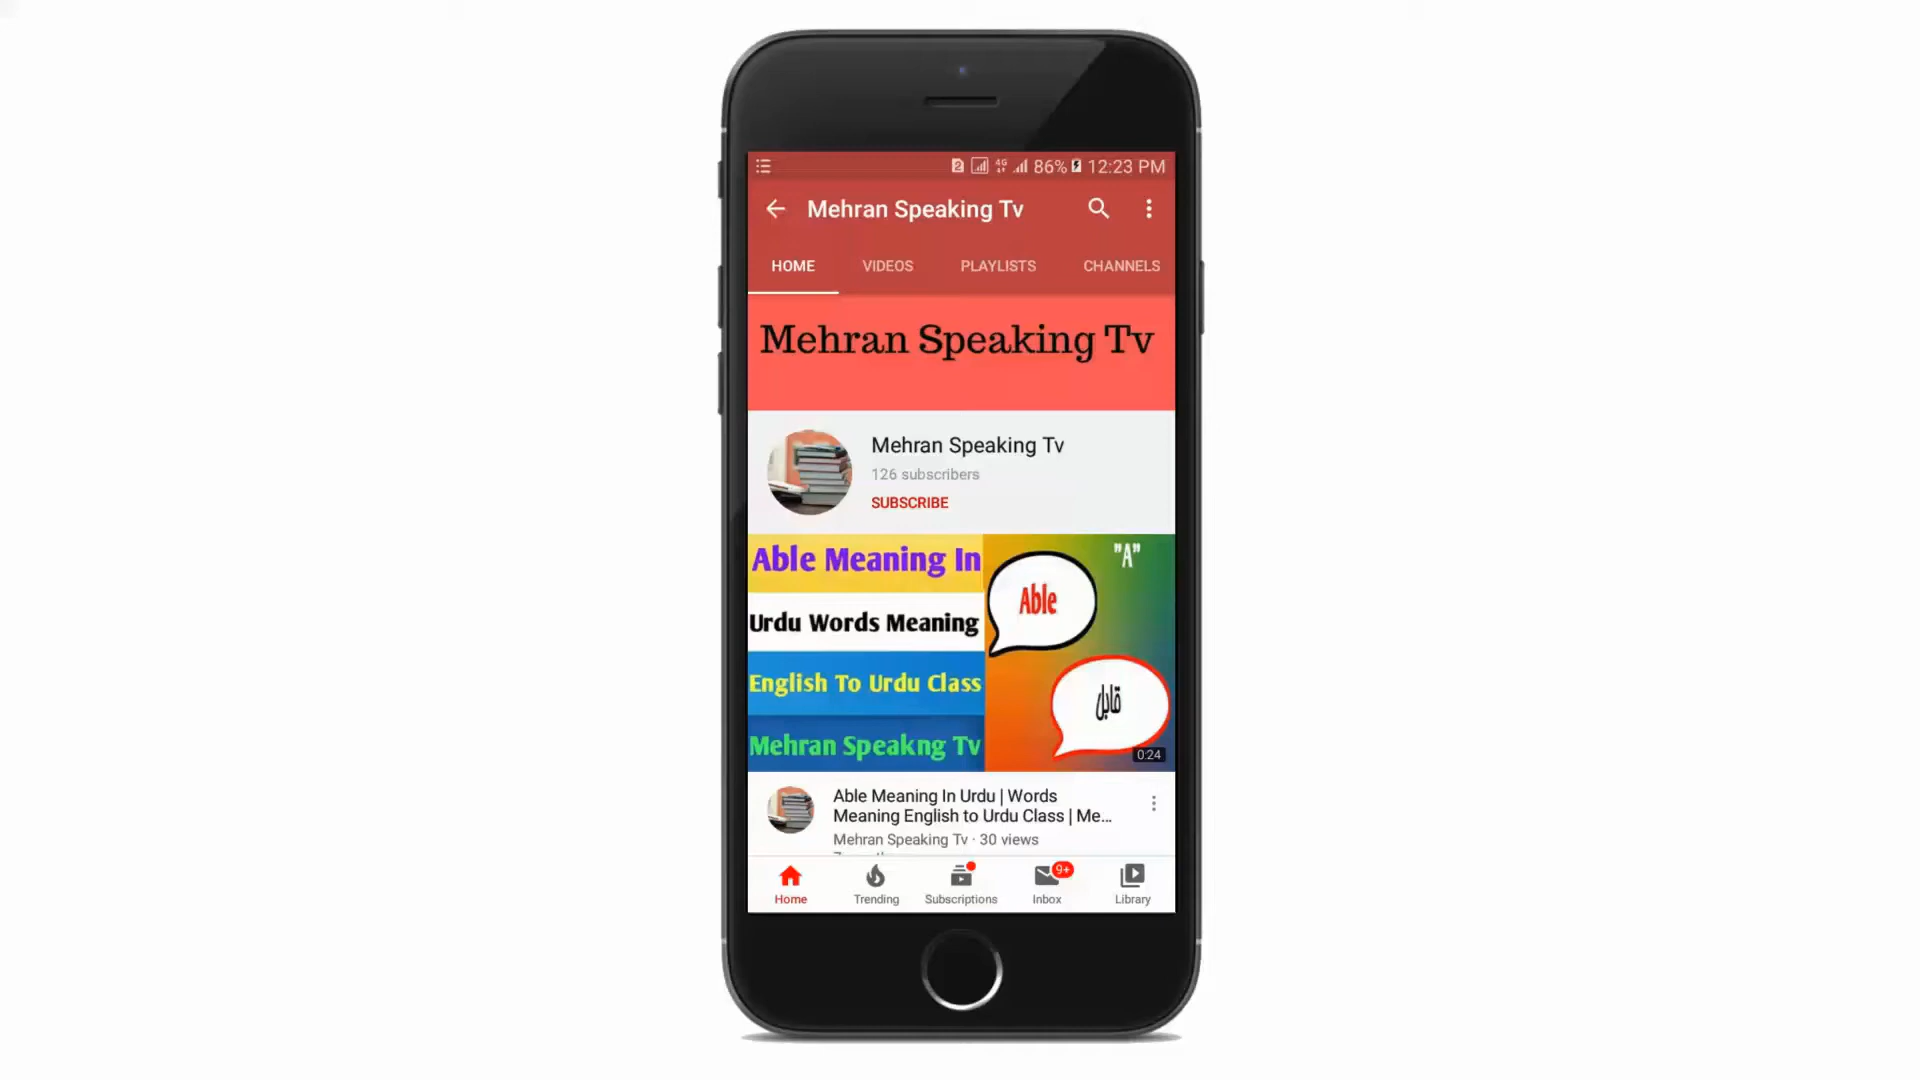 86% 12:23 PM
Mehran Speaking Tv
HOME VIDEOS PLAYLISTS CHANNELS
Mehran Speaking Tv
Mehran Speaking Tv
126 subscribers
SUBSCRIBE
Able Meaning In
Urdu Words Meaning
English To Urdu Class
Mehran Speakng Tv
"A"
Able
قابل
0:24
Able Meaning In Urdu | Words
Meaning English to Urdu Class | Me...
Mehran Speaking Tv · 30 views
9+
Home Trending Subscriptions Inbox Library